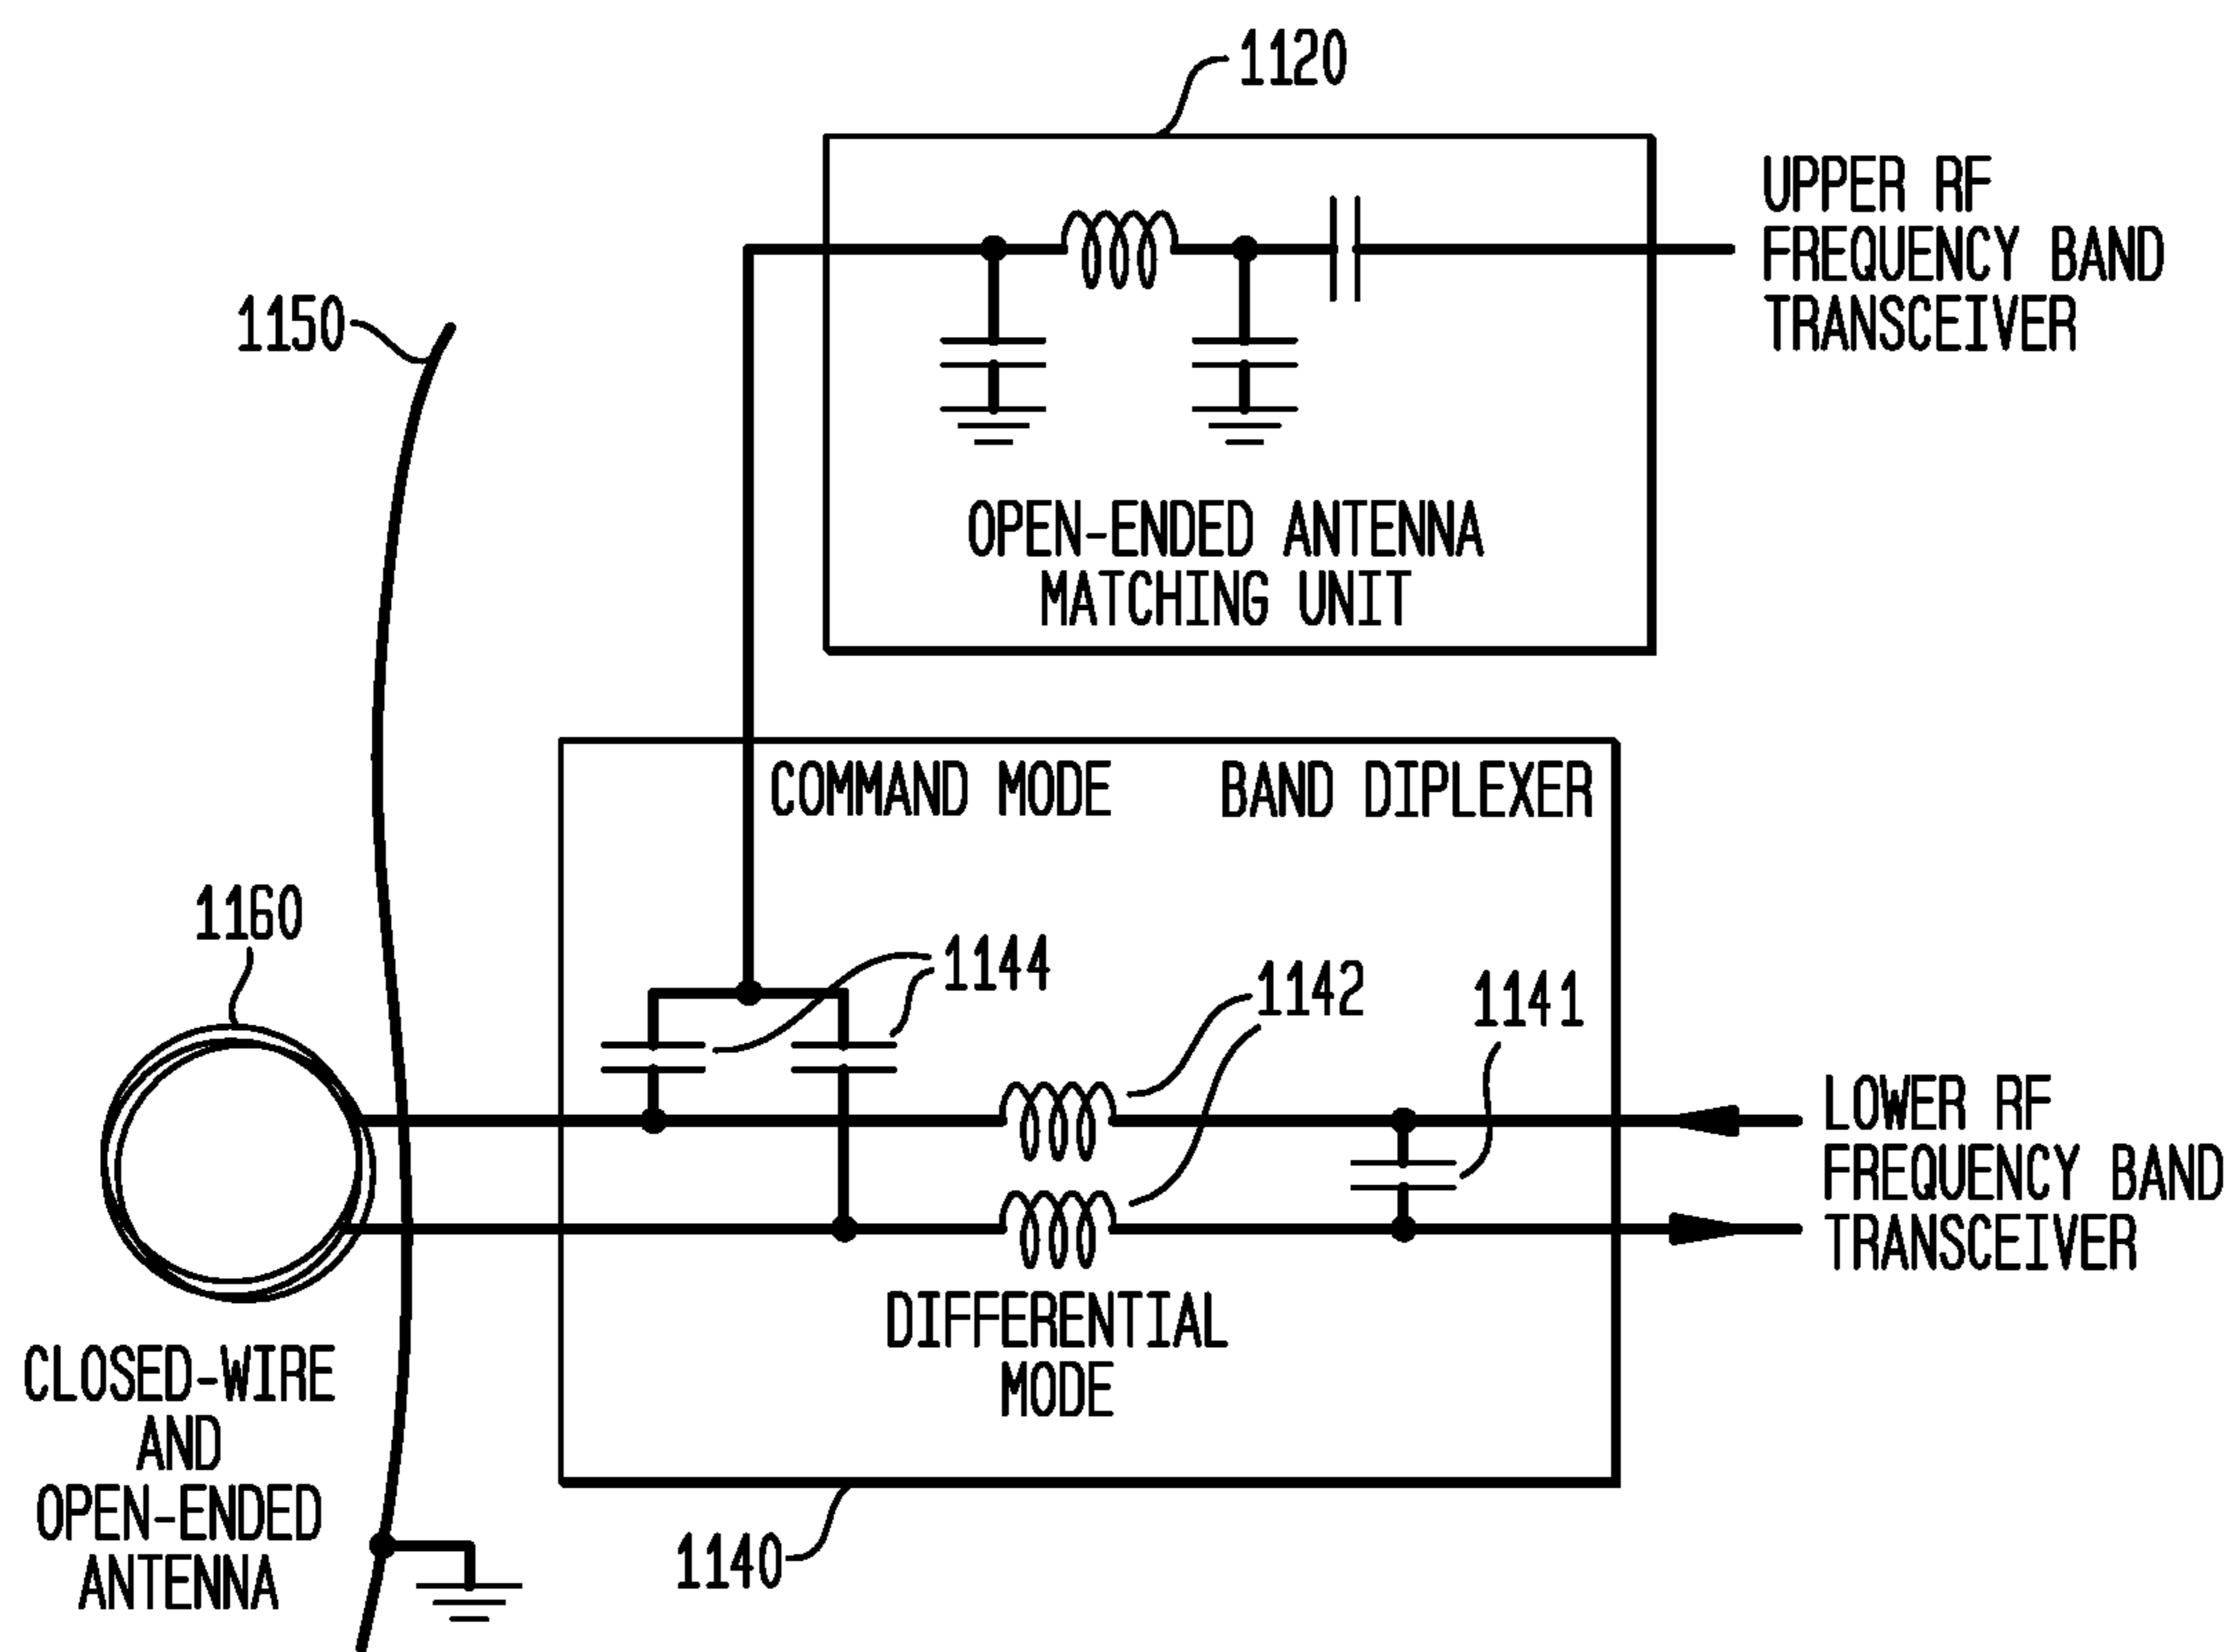 1120
UPPER RF
FREQUENCY BAND
TRANSCEIVER
1150
OPEN-ENDED ANTENNA
MATCHING UNIT
COMMAND MODE
BAND DIPLEXER
1160
1144
1142
1141
LOWER RF
FREQUENCY BAND
TRANSCEIVER
DIFFERENTIAL
MODE
CLOSED-WIRE
AND
OPEN-ENDED
ANTENNA
1140